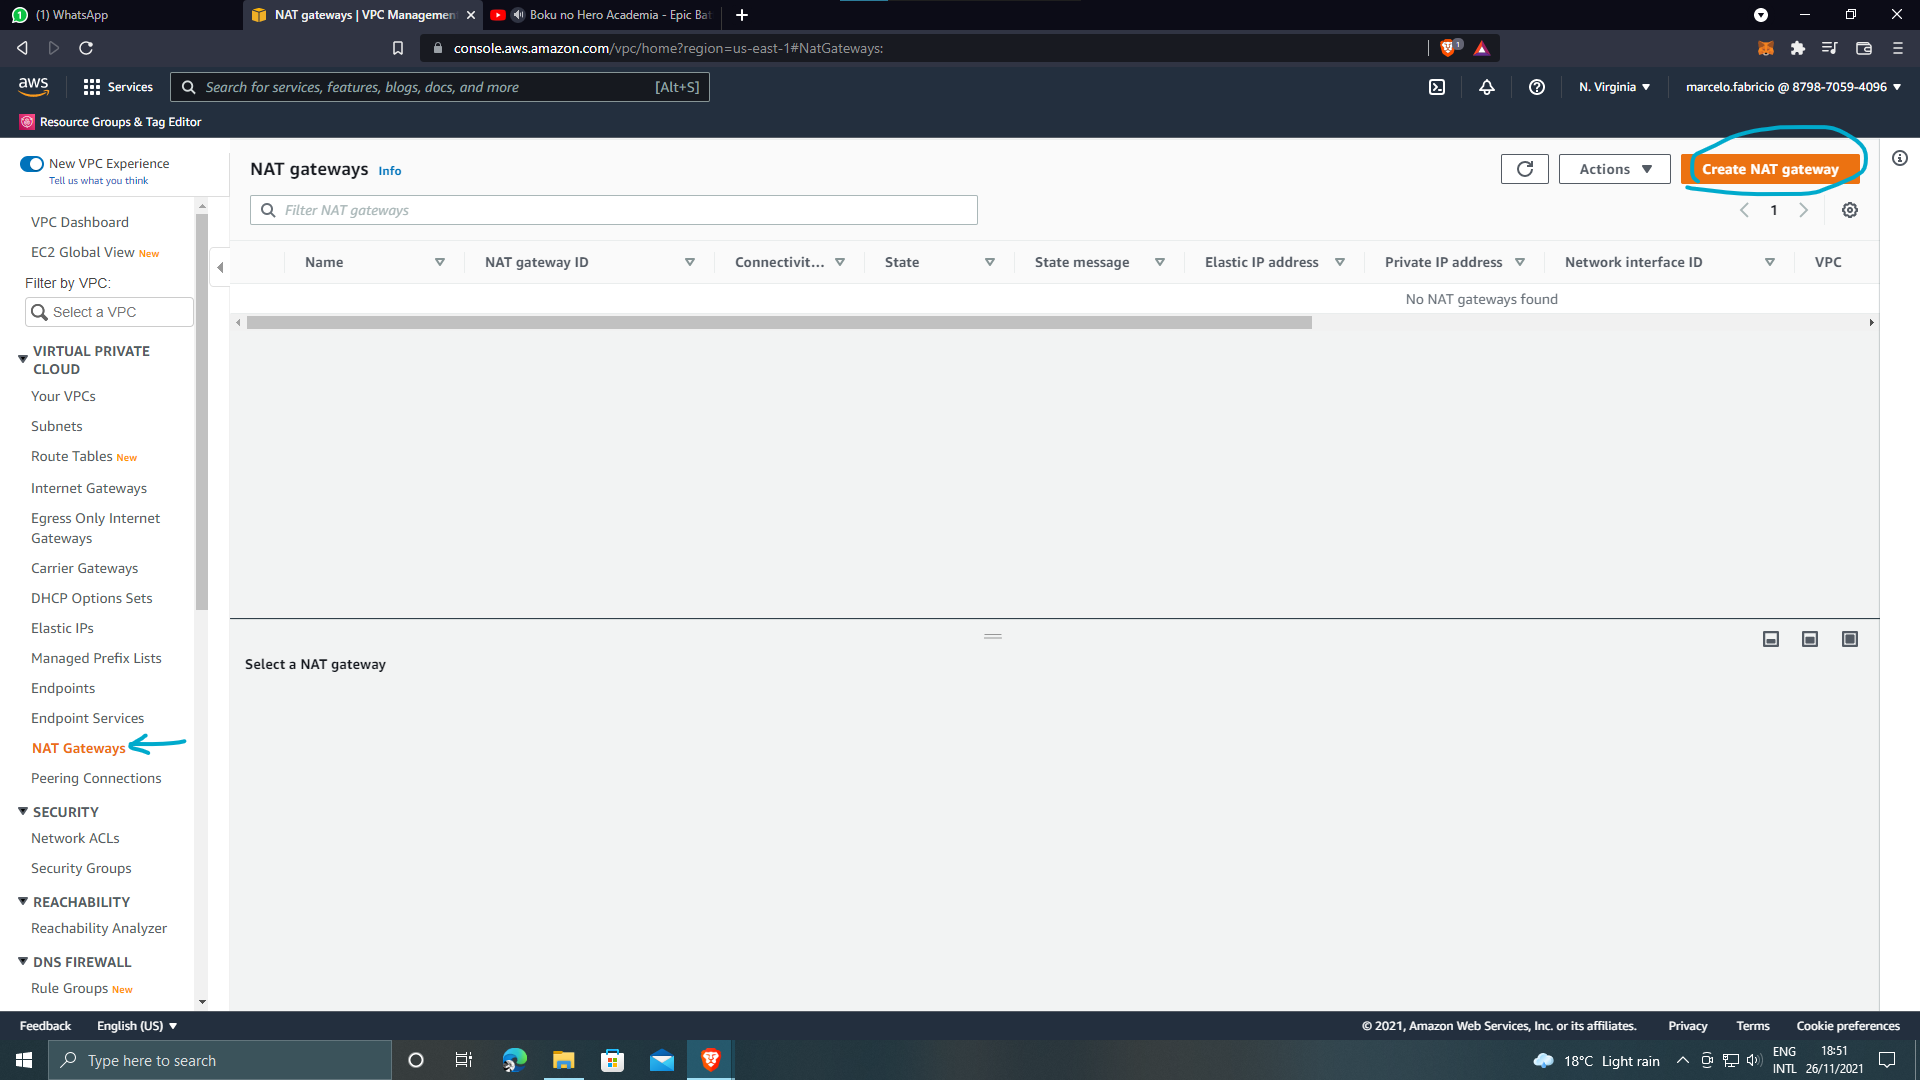 (1) WhatsApp
NAT gateways | VPC Managemen
Boku no Hero Academia - Epic Bat
console.aws.amazon.com/vpc/home?region=us-east-1#NatGateways:
1
aws
Services
Search for services, features, blogs, docs, and more
[Alt+S]
N. Virginia
marcelo.fabricio @ 8798-7059-4096
Resource Groups & Tag Editor
New VPC Experience
Tell us what you think
VPC Dashboard
EC2 Global View New
Filter by VPC:
Select a VPC
VIRTUAL PRIVATE
CLOUD
Your VPCs
Subnets
Route Tables New
Internet Gateways
Egress Only Internet
Gateways
Carrier Gateways
DHCP Options Sets
Elastic IPs
Managed Prefix Lists
Endpoints
Endpoint Services
NAT Gateways
Peering Connections
SECURITY
Network ACLs
Security Groups
REACHABILITY
Reachability Analyzer
DNS FIREWALL
Rule Groups New
NAT gateways Info
Actions
Create NAT gateway
Filter NAT gateways
1
Name
NAT gateway ID
Connectivit...
State
State message
Elastic IP address
Private IP address
Network interface ID
VPC
No NAT gateways found
Select a NAT gateway
Feedback
English (US)
© 2021, Amazon Web Services, Inc. or its affiliates.
Privacy
Terms
Cookie preferences
Type here to search
18°C Light rain
ENG
INTL
18:51
26/11/2021